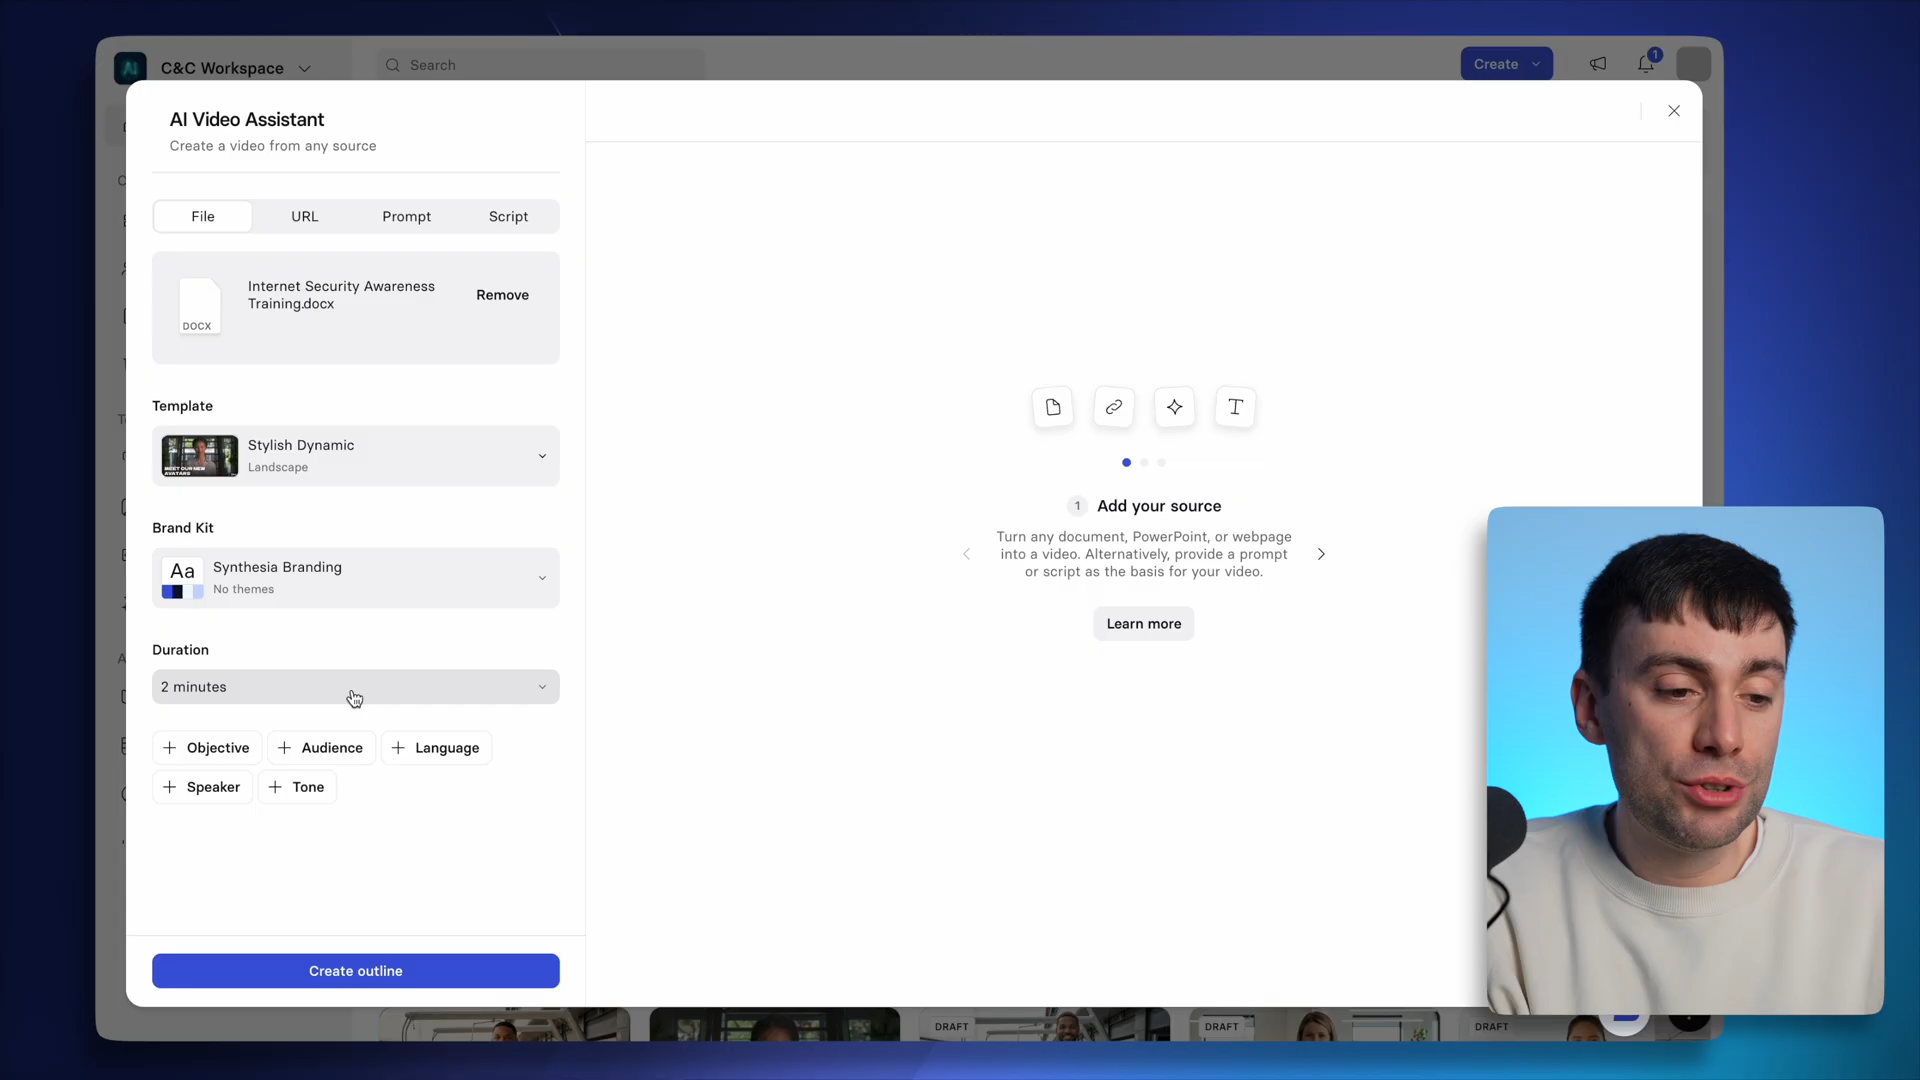 C&C Workspace
Search
Create
1
AI Video Assistant
Create a video from any source
File
URL
Prompt
Script
DOCX
Internet Security Awareness
Training.docx
Remove
Template
Stylish Dynamic
Landscape
Brand Kit
Aa
Synthesia Branding
No themes
Duration
2 minutes
Objective
Audience
Language
Speaker
Tone
Create outline
1 Add your source
Turn any document, PowerPoint, or webpage
into a video. Alternatively, provide a prompt
or script as the basis for your video.
Learn more
DRAFT
DRAFT
DRAFT